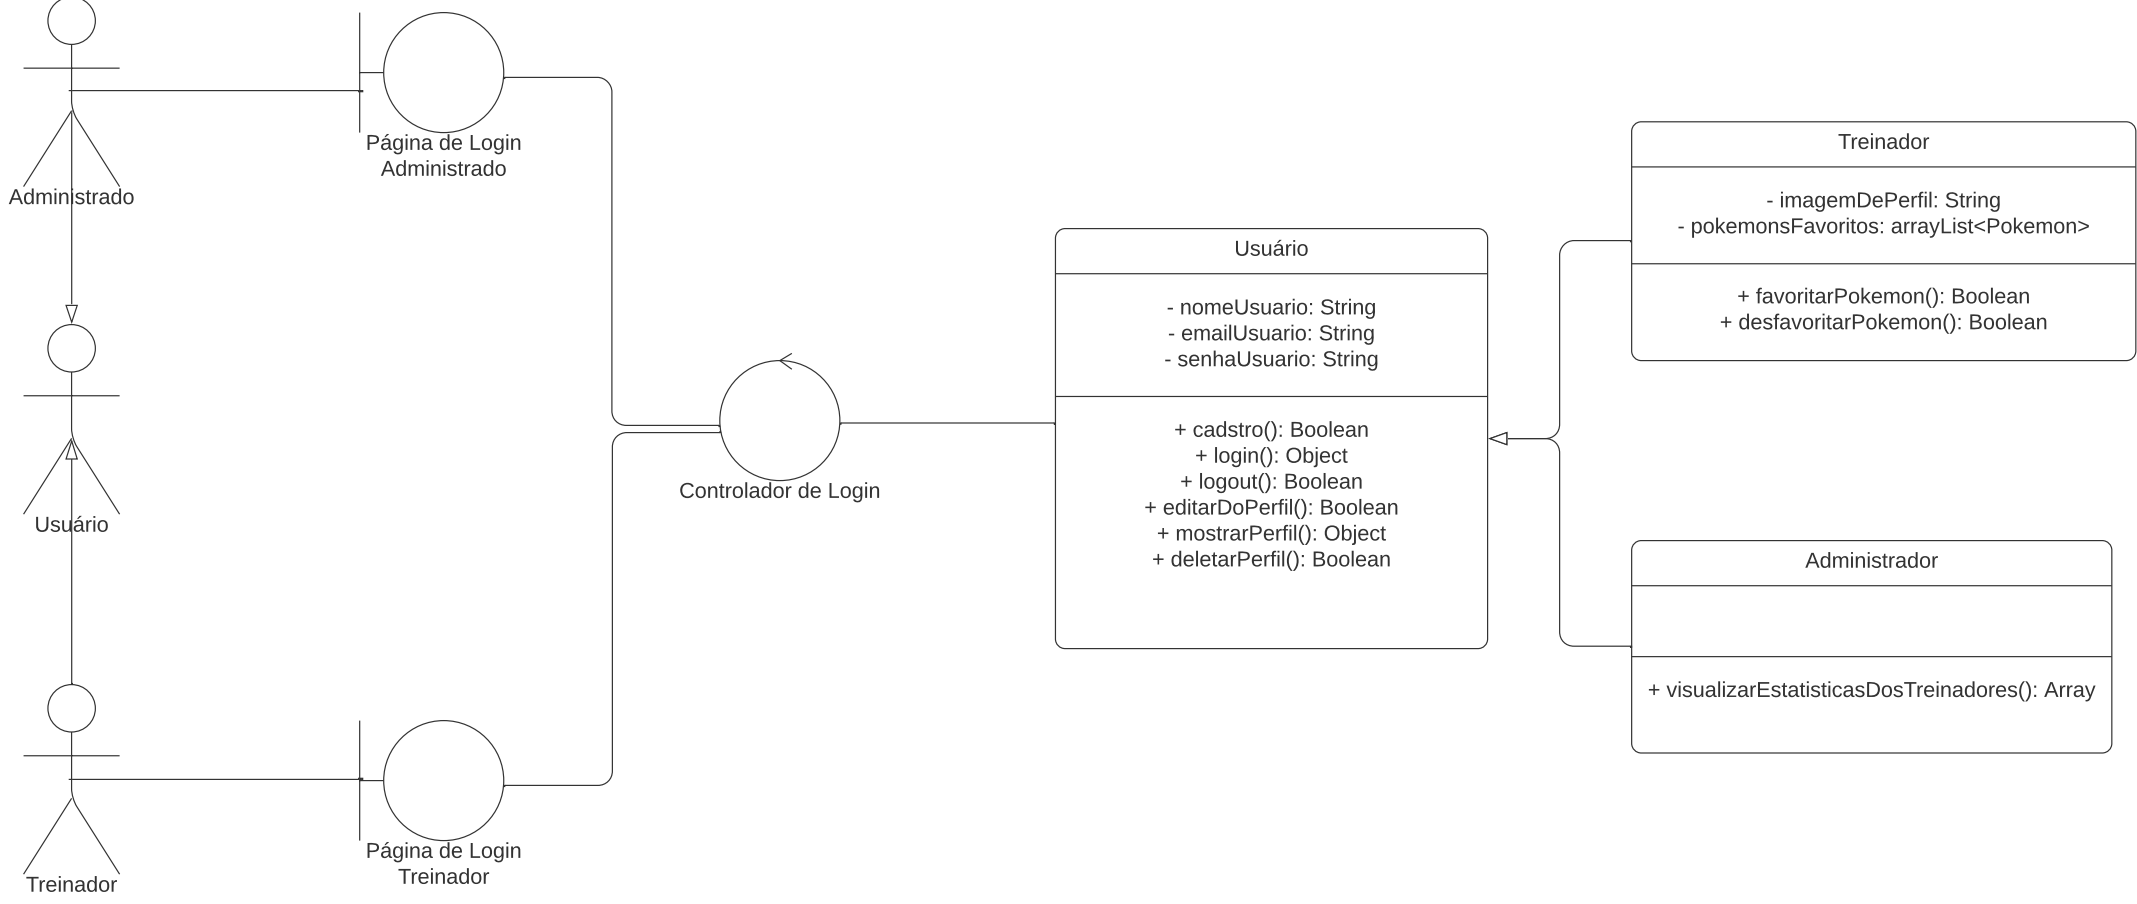 Administrado
Página de Login
Administrado
Usuário
Treinador
Página de Login
Treinador
Controlador de Login
Usuário
- nomeUsuario: String
- emailUsuario: String
- senhaUsuario: String
+ cadstro(): Boolean
+ login(): Object
+ logout(): Boolean
+ editarDoPerfil(): Boolean
+ mostrarPerfil(): Object
+ deletarPerfil(): Boolean
Treinador
- imagemDePerfil: String
- pokemonsFavoritos: arrayList<Pokemon>
+ favoritarPokemon(): Boolean
+ desfavoritarPokemon(): Boolean
Administrador
+ visualizarEstatisticasDosTreinadores(): Array